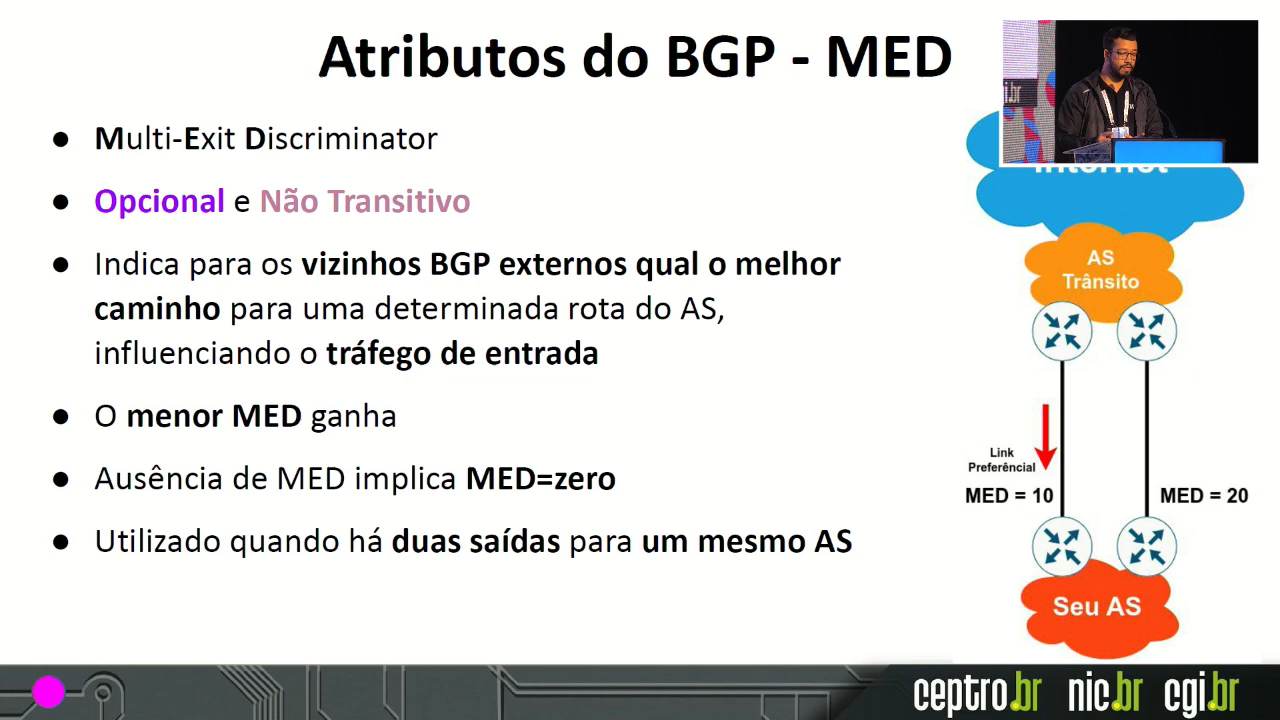 Atributos do BGP - MED
● Multi-Exit Discriminator
● Opcional e Não Transitivo
● Indica para os vizinhos BGP externos qual o melhor
caminho para uma determinada rota do AS,
influenciando o tráfego de entrada
● O menor MED ganha
● Ausência de MED implica MED=zero
● Utilizado quando há duas saídas para um mesmo AS
Internet
AS
Trânsito
Link
Preferêncial
MED = 10
MED = 20
Seu AS
ceptro.br nic.br cgi.br